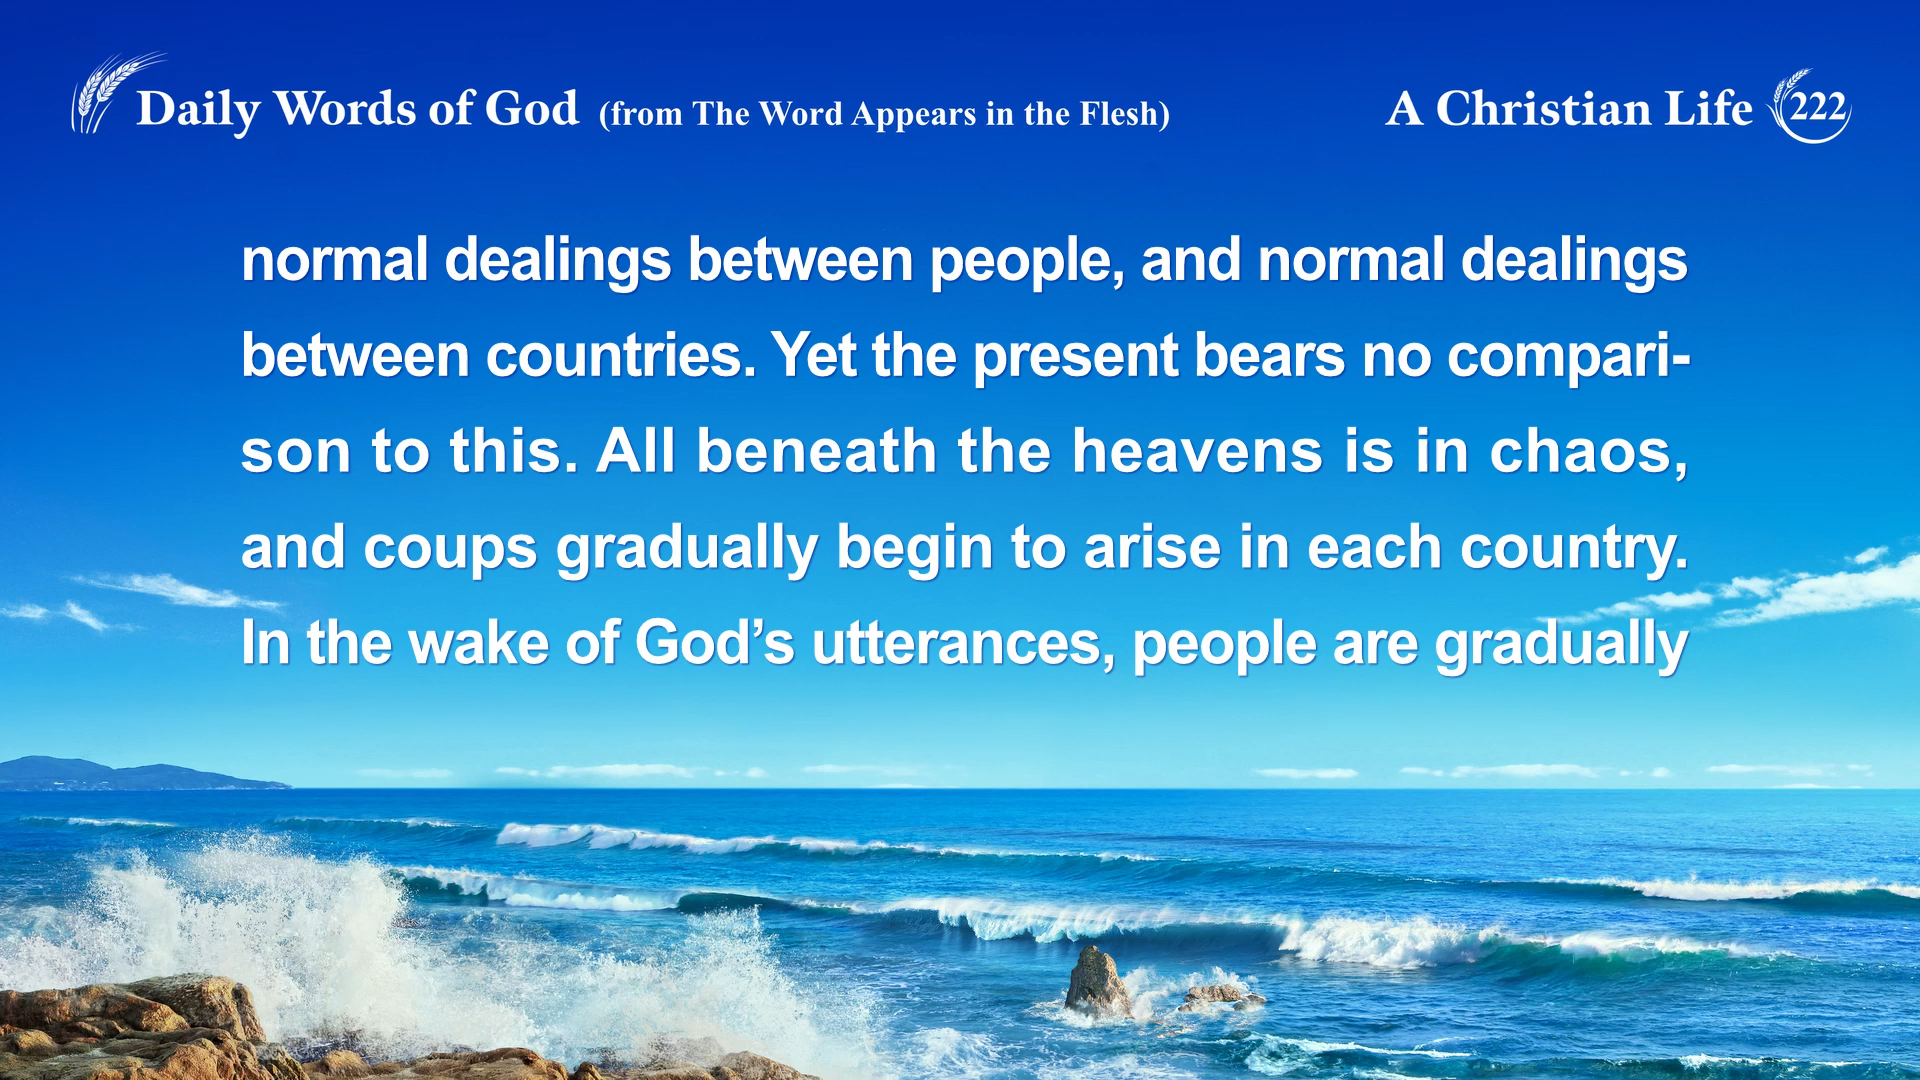 Daily Words of God (from The Word Appears in the Flesh) A Christian Life 222
normal dealings between people, and normal dealings
between countries. Yet the present bears no compari-
son to this. All beneath the heavens is in chaos,
and coups gradually begin to arise in each country.
In the wake of God’s utterances, people are gradually